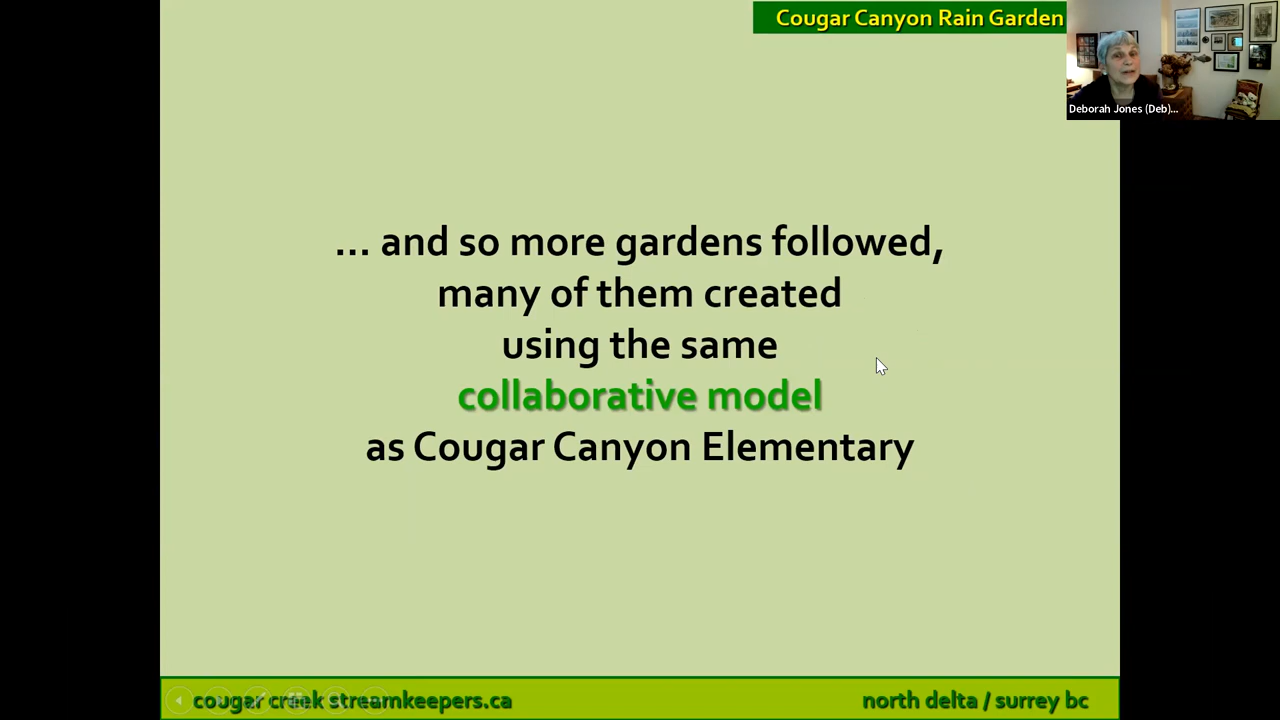 Cougar Canyon Rain Garden
Deborah Jones (Deb)...
... and so more gardens followed,
many of them created
using the same
collaborative model
as Cougar Canyon Elementary
cougar creek streamkeepers.ca
north delta / surrey bc